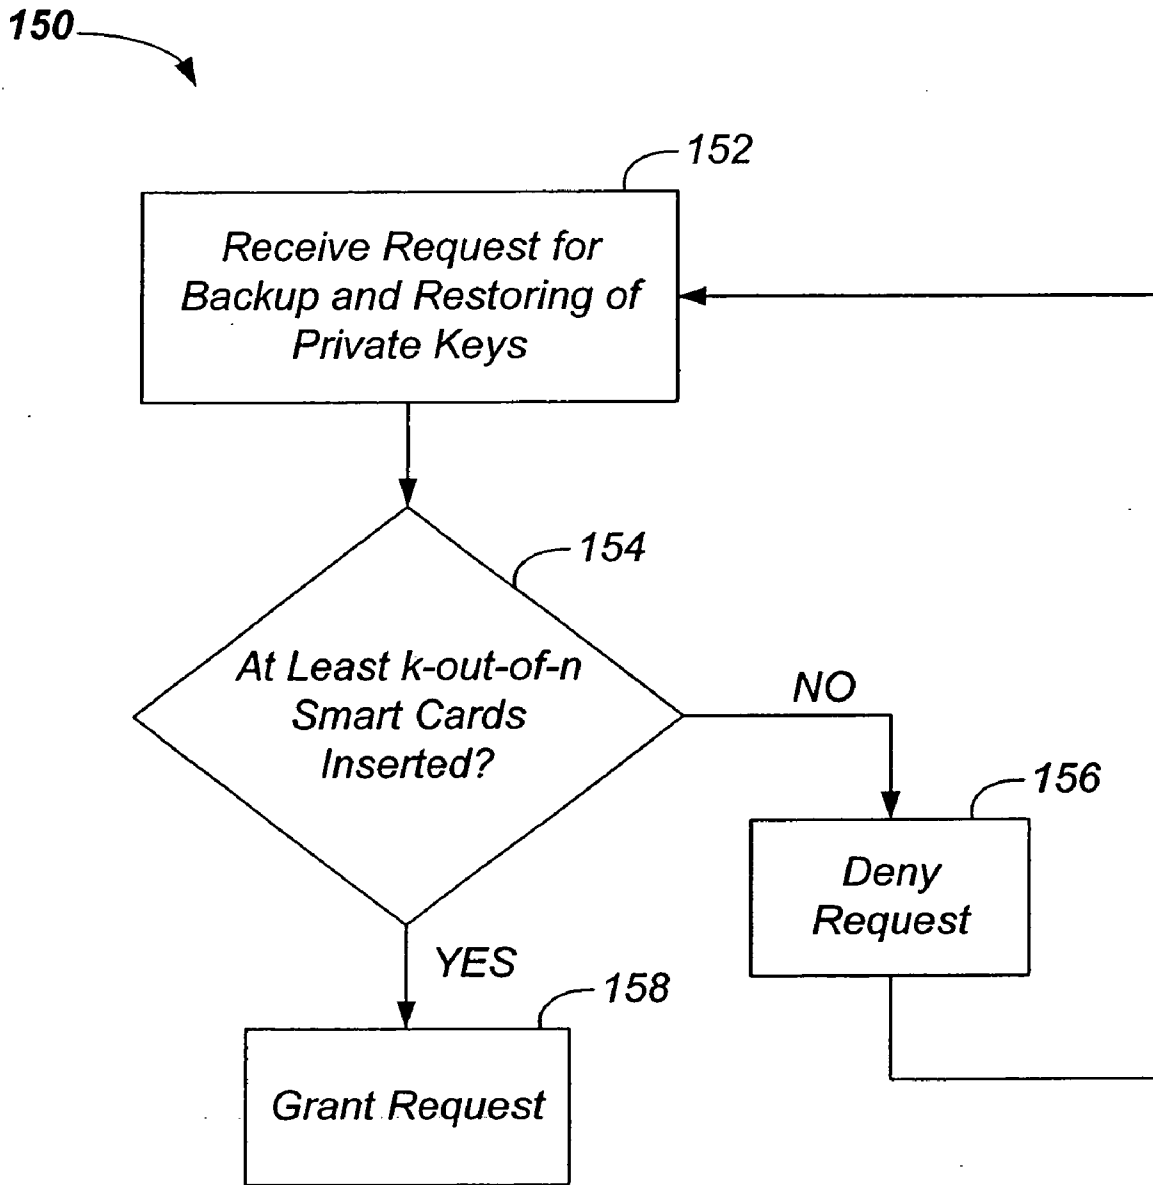 150
152
Receive Request for
Backup and Restoring of
Private Keys
154
At Least k-out-of-n
Smart Cards
Inserted?
NO
156
Deny
Request
YES
158
Grant Request